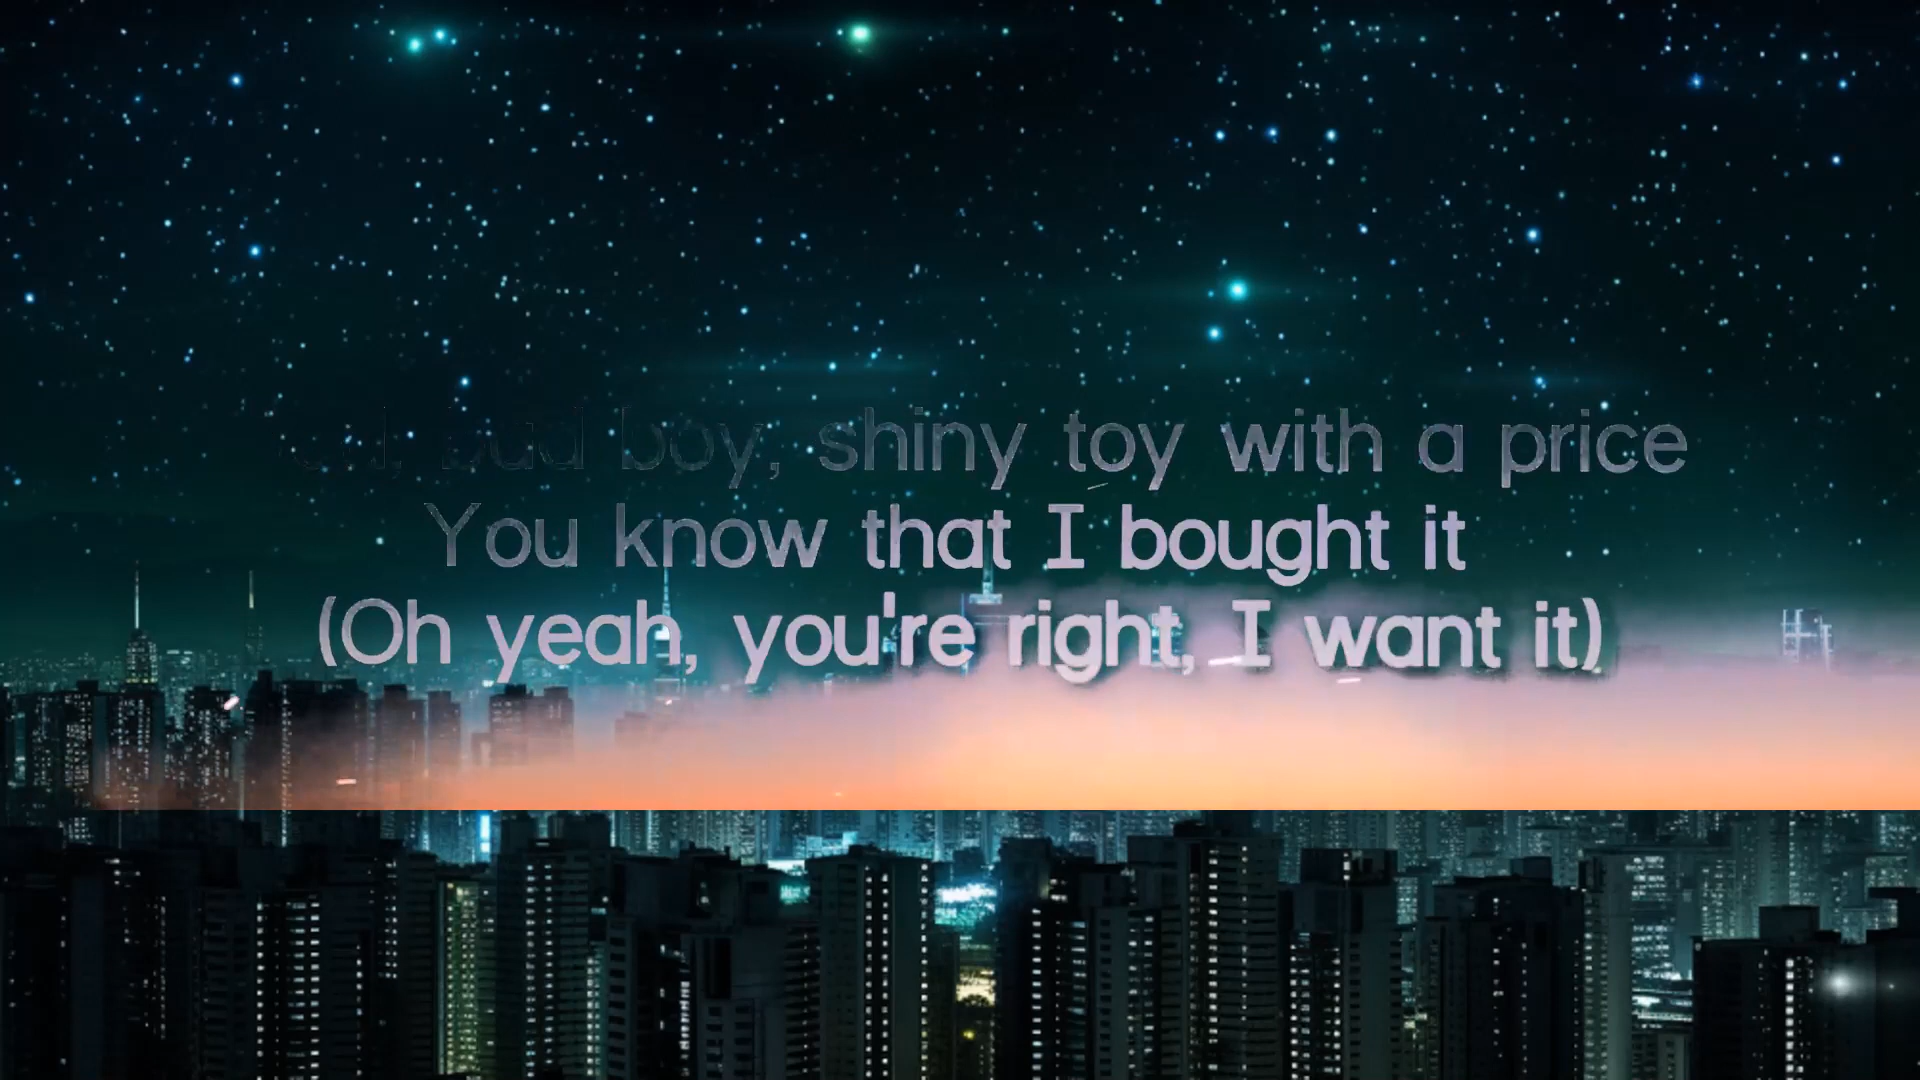 bad boy, shiny toy with a price
You know that I bought it
(Oh yeah, you're right, I want it)